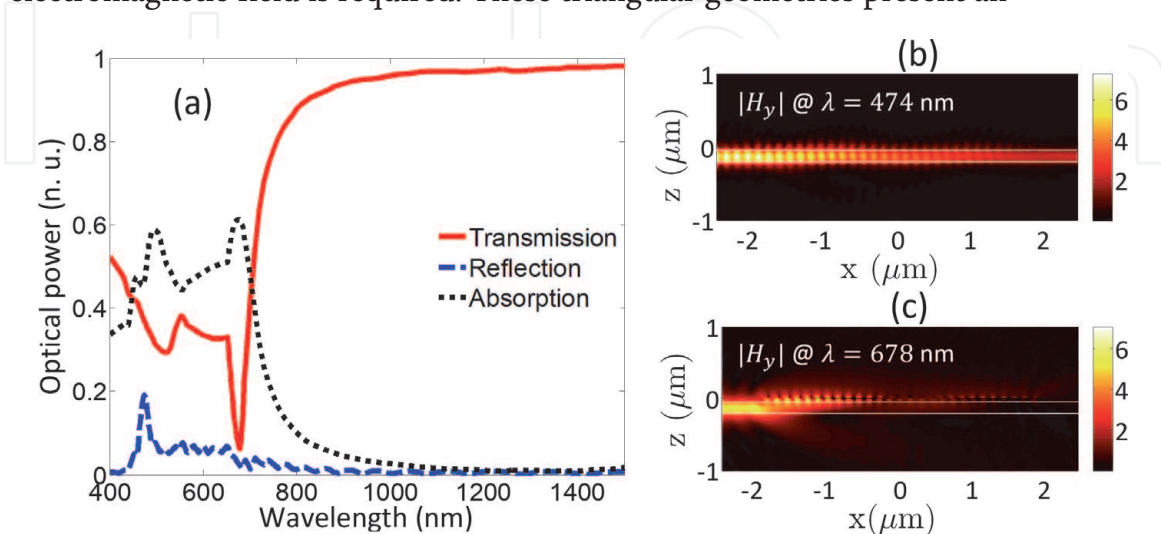 electromagnetic field is required. These triangular geometries present an
(a)
Optical power (n. u.)
1
0.8
0.6
0.4
0.2
0
400 600 800 1000 1200 1400
Wavelength (nm)
Transmission
Reflection
Absorption
(b)
|H_y| @ λ = 474 nm
z (μm)
1
0
-1
-2 -1 0 1 2
x (μm)
6
4
2
(c)
|H_y| @ λ = 678 nm
z (μm)
1
0
-1
-2 -1 0 1 2
x(μm)
6
4
2